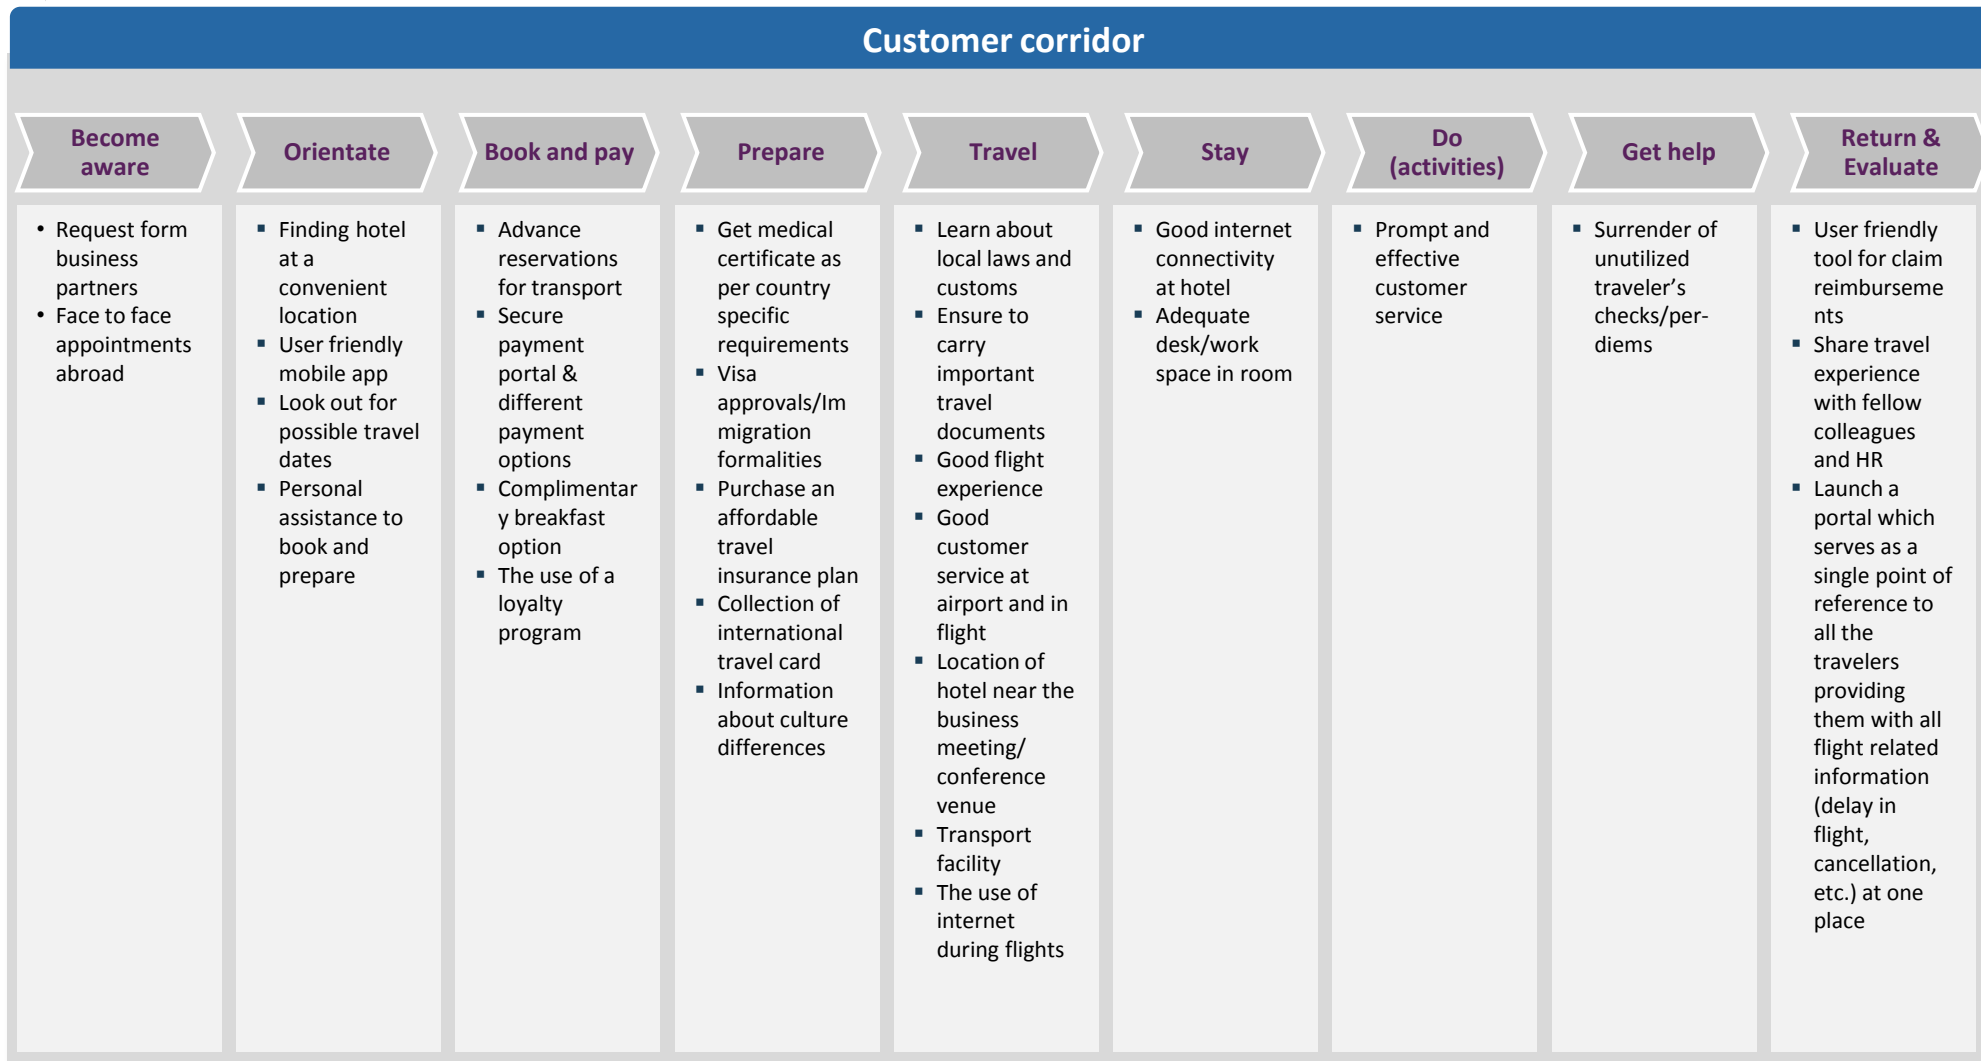 Customer corridor
Become
aware
Orientate
Book and pay
Prepare
Travel
Stay
Do
(activities)
Get help
Return &
Evaluate
• Request form
business
partners
• Face to face
appointments
abroad
▪ Finding hotel
at a
convenient
location
▪ User friendly
mobile app
▪ Look out for
possible travel
dates
▪ Personal
assistance to
book and
prepare
▪ Advance
reservations
for transport
▪ Secure
payment
portal &
different
payment
options
▪ Complimentar
y breakfast
option
▪ The use of a
loyalty
program
▪ Get medical
certificate as
per country
specific
requirements
▪ Visa
approvals/Im
migration
formalities
▪ Purchase an
affordable
travel
insurance plan
▪ Collection of
international
travel card
▪ Information
about culture
differences
▪ Learn about
local laws and
customs
▪ Ensure to
carry
important
travel
documents
▪ Good flight
experience
▪ Good
customer
service at
airport and in
flight
▪ Location of
hotel near the
business
meeting/
conference
venue
▪ Transport
facility
▪ The use of
internet
during flights
▪ Good internet
connectivity
at hotel
▪ Adequate
desk/work
space in room
▪ Prompt and
effective
customer
service
▪ Surrender of
unutilized
traveler’s
checks/per-
diems
▪ User friendly
tool for claim
reimburseme
nts
▪ Share travel
experience
with fellow
colleagues
and HR
▪ Launch a
portal which
serves as a
single point of
reference to
all the
travelers
providing
them with all
flight related
information
(delay in
flight,
cancellation,
etc.) at one
place